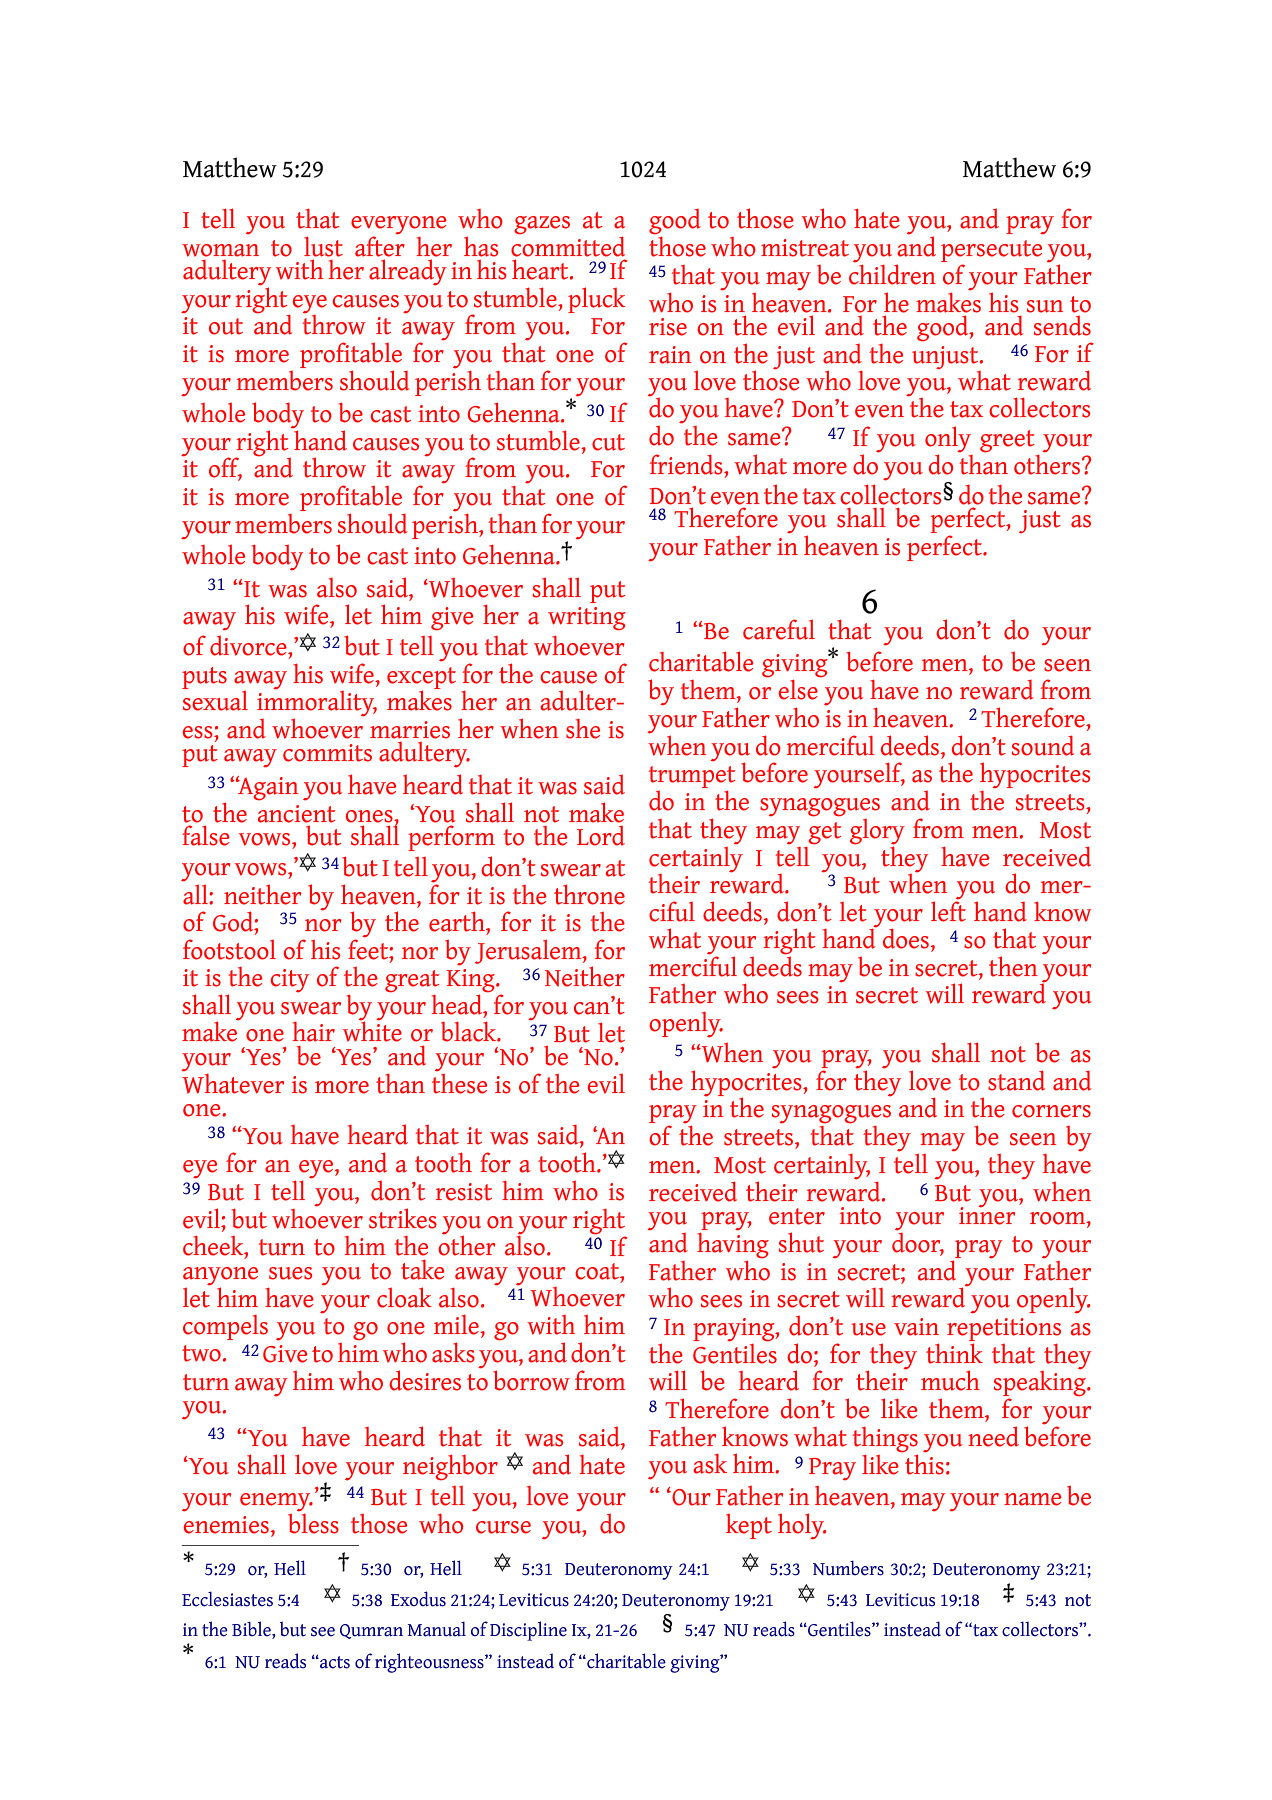 Matthew 5:29 1024 Matthew 6:9
I tell you that everyone who gazes at a
woman to lust after her has committed
adultery with her already in his heart. 29 If
your right eye causes you to stumble, pluck
it out and throw it away from you. For
it is more profitable for you that one of
your members should perish than for your
whole body to be cast into Gehenna.* 30 If
your right hand causes you to stumble, cut
it off, and throw it away from you. For
it is more profitable for you that one of
your members should perish, than for your
whole body to be cast into Gehenna.†
31 “It was also said, ‘Whoever shall put
away his wife, let him give her a writing
of divorce,’✡ 32 but I tell you that whoever
puts away his wife, except for the cause of
sexual immorality, makes her an adulter-
ess; and whoever marries her when she is
put away commits adultery.
33 “Again you have heard that it was said
to the ancient ones, ‘You shall not make
false vows, but shall perform to the Lord
your vows,’✡ 34 but I tell you, don’t swear at
all: neither by heaven, for it is the throne
of God; 35 nor by the earth, for it is the
footstool of his feet; nor by Jerusalem, for
it is the city of the great King. 36 Neither
shall you swear by your head, for you can’t
make one hair white or black. 37 But let
your ‘Yes’ be ‘Yes’ and your ‘No’ be ‘No.’
Whatever is more than these is of the evil
one.
38 “You have heard that it was said, ‘An
eye for an eye, and a tooth for a tooth.’✡
39 But I tell you, don’t resist him who is
evil; but whoever strikes you on your right
cheek, turn to him the other also. 40 If
anyone sues you to take away your coat,
let him have your cloak also. 41 Whoever
compels you to go one mile, go with him
two. 42 Give to him who asks you, and don’t
turn away him who desires to borrow from
you.
43 “You have heard that it was said,
‘You shall love your neighbor ✡ and hate
your enemy.’‡ 44 But I tell you, love your
enemies, bless those who curse you, do
good to those who hate you, and pray for
those who mistreat you and persecute you,
45 that you may be children of your Father
who is in heaven. For he makes his sun to
rise on the evil and the good, and sends
rain on the just and the unjust. 46 For if
you love those who love you, what reward
do you have? Don’t even the tax collectors
do the same? 47 If you only greet your
friends, what more do you do than others?
Don’t even the tax collectors§ do the same?
48 Therefore you shall be perfect, just as
your Father in heaven is perfect.
6
1 “Be careful that you don’t do your
charitable giving* before men, to be seen
by them, or else you have no reward from
your Father who is in heaven. 2 Therefore,
when you do merciful deeds, don’t sound a
trumpet before yourself, as the hypocrites
do in the synagogues and in the streets,
that they may get glory from men. Most
certainly I tell you, they have received
their reward. 3 But when you do mer-
ciful deeds, don’t let your left hand know
what your right hand does, 4 so that your
merciful deeds may be in secret, then your
Father who sees in secret will reward you
openly.
5 “When you pray, you shall not be as
the hypocrites, for they love to stand and
pray in the synagogues and in the corners
of the streets, that they may be seen by
men. Most certainly, I tell you, they have
received their reward. 6 But you, when
you pray, enter into your inner room,
and having shut your door, pray to your
Father who is in secret; and your Father
who sees in secret will reward you openly.
7 In praying, don’t use vain repetitions as
the Gentiles do; for they think that they
will be heard for their much speaking.
8 Therefore don’t be like them, for your
Father knows what things you need before
you ask him. 9 Pray like this:
“ ‘Our Father in heaven, may your name be
kept holy.
* 5:29 or, Hell † 5:30 or, Hell ✡ 5:31 Deuteronomy 24:1 ✡ 5:33 Numbers 30:2; Deuteronomy 23:21;
Ecclesiastes 5:4 ✡ 5:38 Exodus 21:24; Leviticus 24:20; Deuteronomy 19:21 ✡ 5:43 Leviticus 19:18 ‡ 5:43 not
in the Bible, but see Qumran Manual of Discipline Ix, 21-26 § 5:47 NU reads “Gentiles” instead of “tax collectors”.
* 6:1 NU reads “acts of righteousness” instead of “charitable giving”